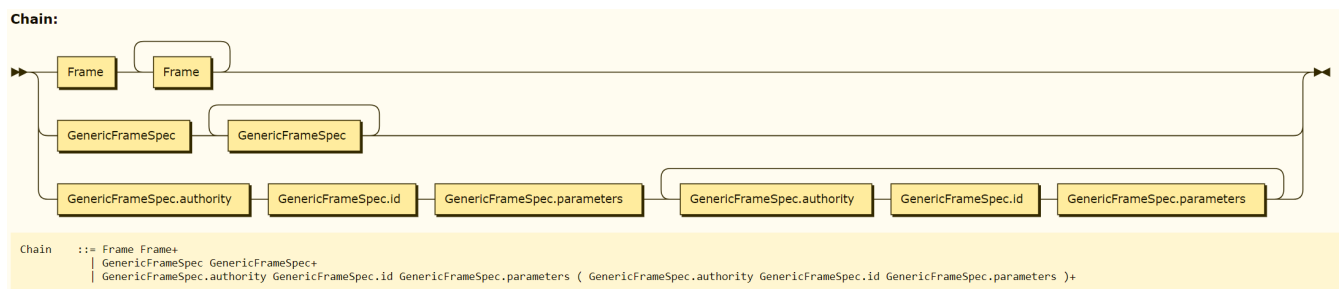 Chain:
Frame Frame
GenericFrameSpec GenericFrameSpec
GenericFrameSpec.authority GenericFrameSpec.id GenericFrameSpec.parameters GenericFrameSpec.authority GenericFrameSpec.id GenericFrameSpec.parameters
Chain ::= Frame Frame+
| GenericFrameSpec GenericFrameSpec+
| GenericFrameSpec.authority GenericFrameSpec.id GenericFrameSpec.parameters ( GenericFrameSpec.authority GenericFrameSpec.id GenericFrameSpec.parameters )+